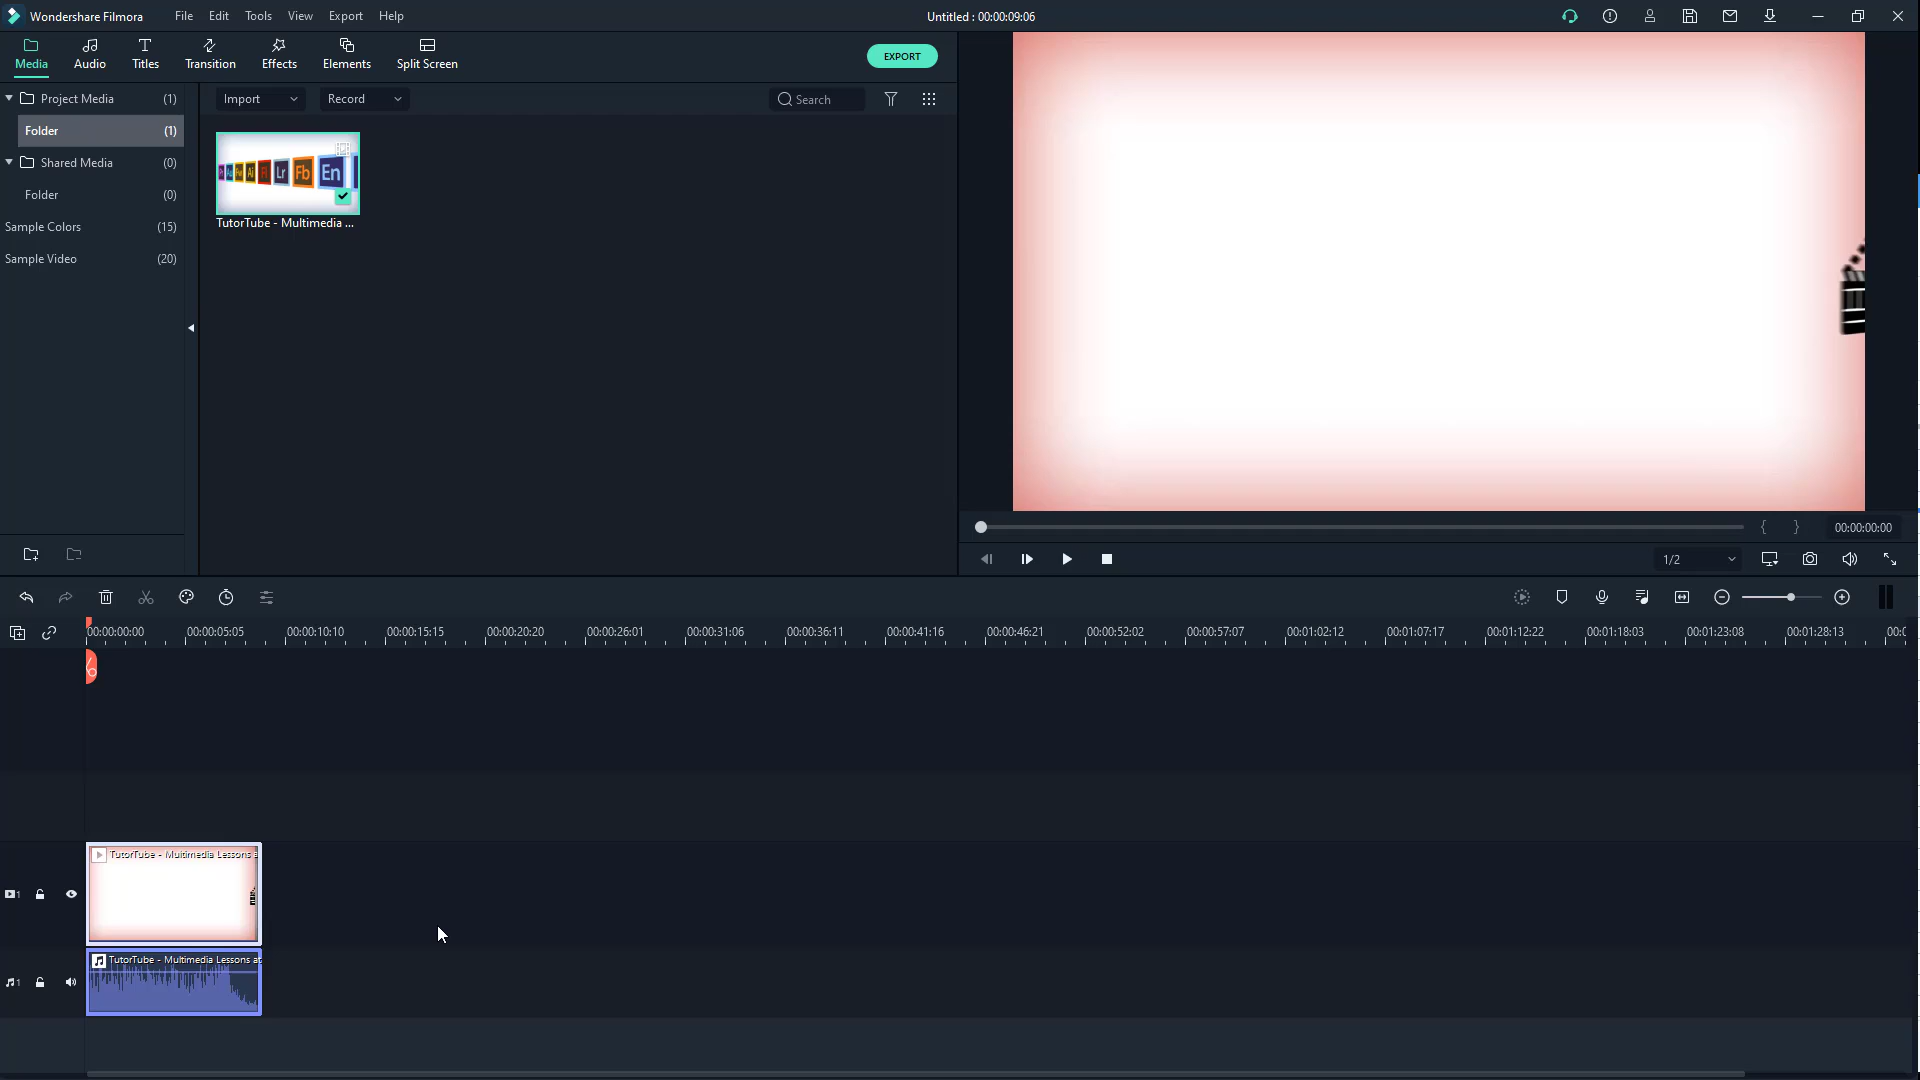 Wondershare Filmora File Edit Tools View Export Help Untitled : 00:00:09:06
Media Audio Titles Transition Effects Elements Split Screen EXPORT
Project Media (1) Import Record Search
Folder (1)
Shared Media (0)
Folder (0)
Sample Colors (15)
Sample Video (20)
Ai Lr Fb En
TutorTube - Multimedia ...
{ } 00:00:00:00
1/2
00:00:00:00 00:00:05:05 00:00:10:10 00:00:15:15 00:00:20:20 00:00:26:01 00:00:31:06 00:00:36:11 00:00:41:16 00:00:46:21 00:00:52:02 00:00:57:07 00:01:02:12 00:01:07:17 00:01:12:22 00:01:18:03 00:01:23:08 00:01:28:13
TutorTube - Multimedia Lessons a
1
TutorTube - Multimedia Lessons at
1